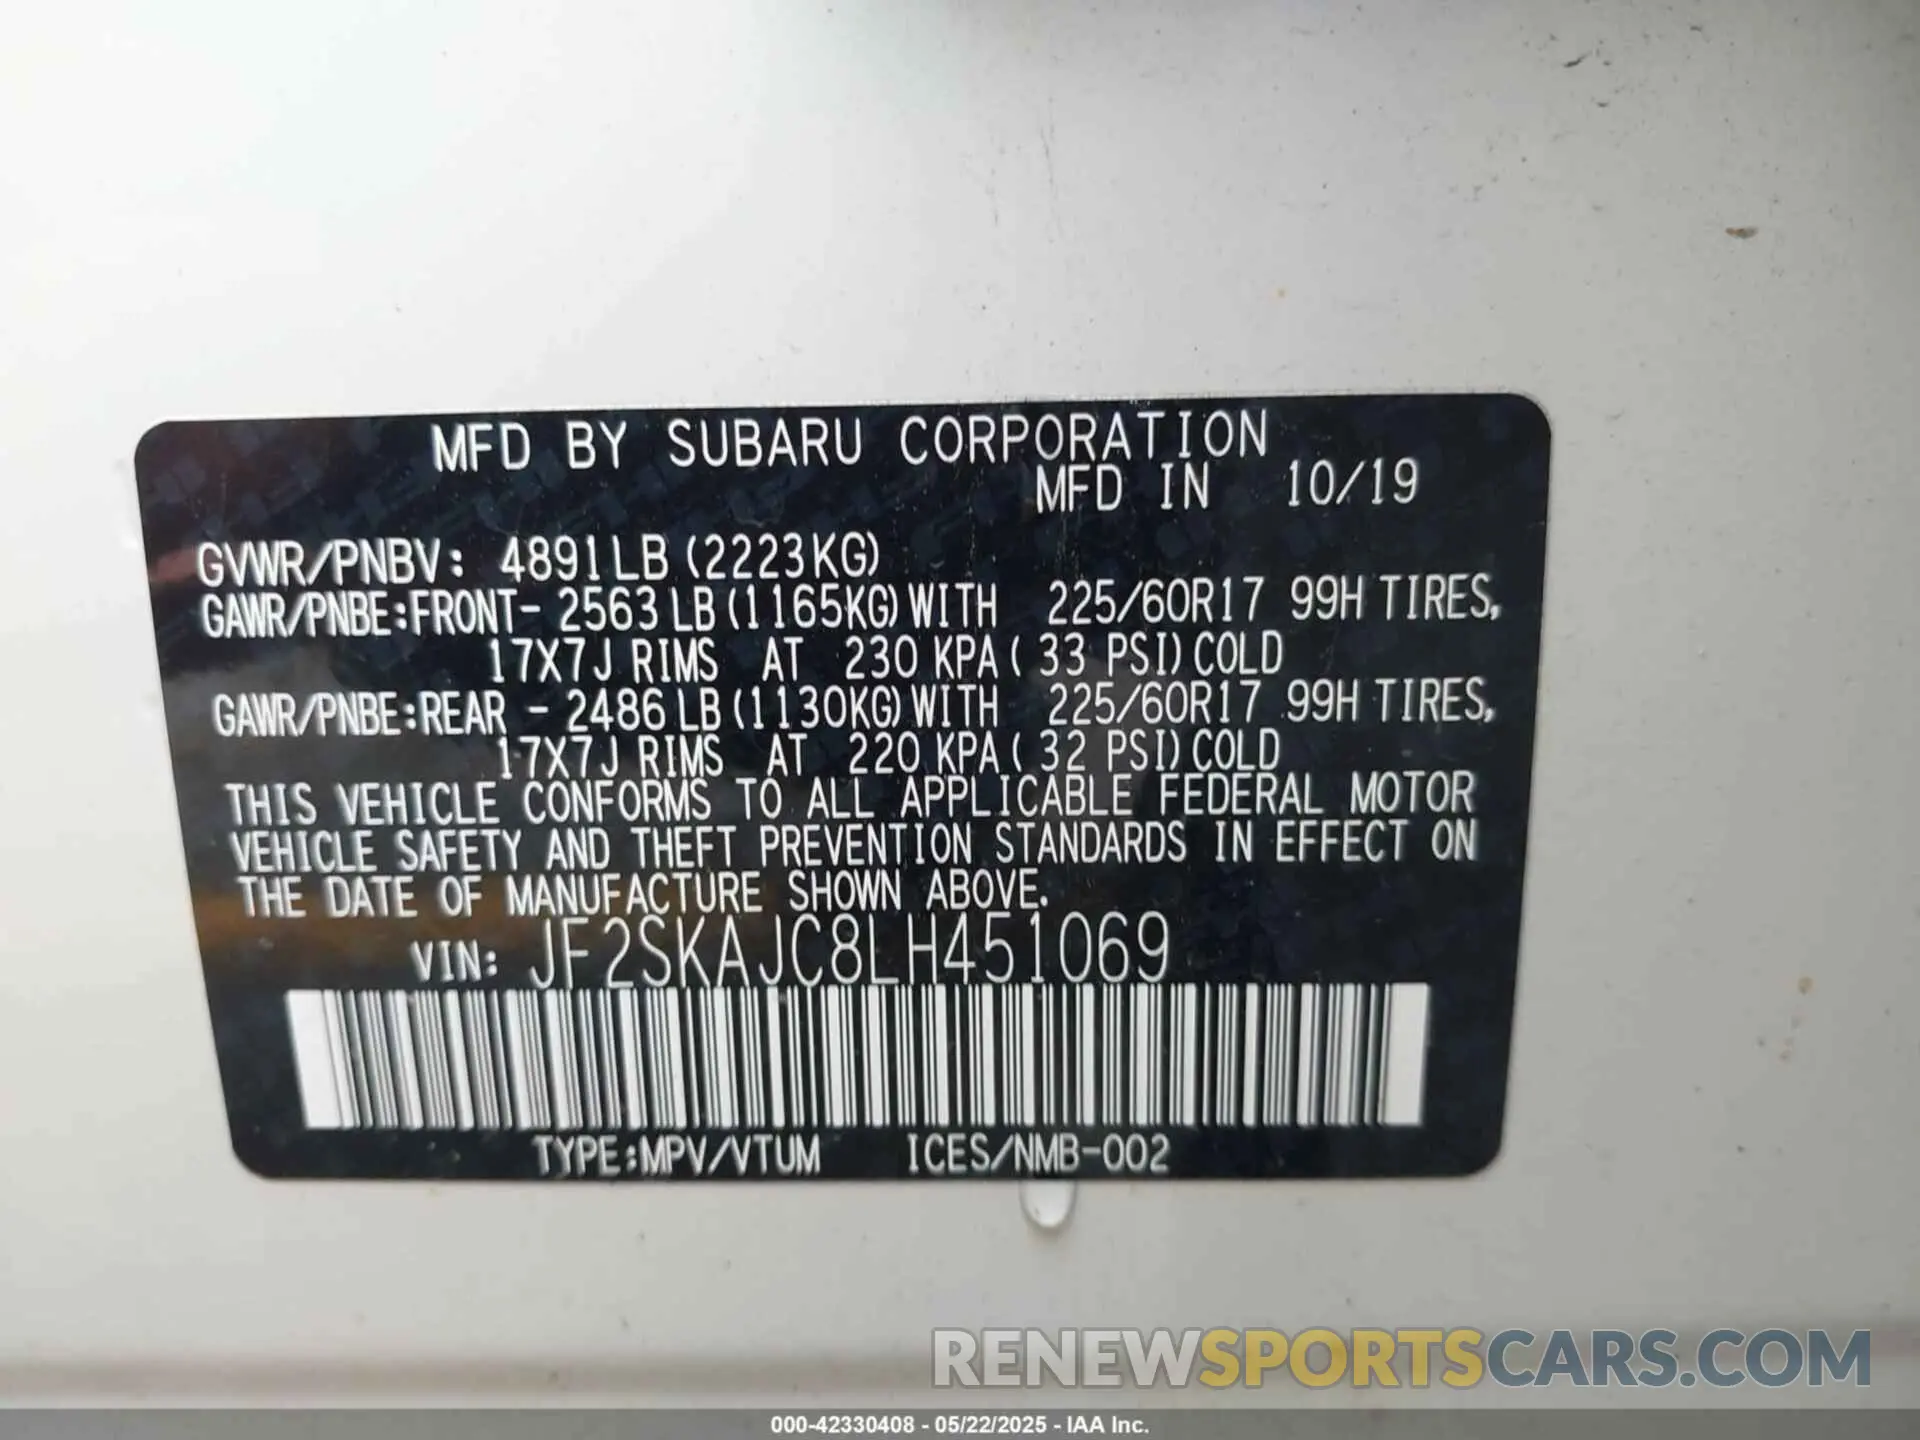 MFD BY SUBARU CORPORATION
MFD IN 10/19
GVWR/PNBV: 4891LB (2223KG)
GAWR/PNBE:FRONT- 2563 LB (1165KG) WITH 225/60R17 99H TIRES,
17X7J RIMS AT 230 KPA ( 33 PSI) COLD
GAWR/PNBE:REAR - 2486 LB (1130KG) WITH 225/60R17 99H TIRES,
17X7J RIMS AT 220 KPA ( 32 PSI) COLD
THIS VEHICLE CONFORMS TO ALL APPLICABLE FEDERAL MOTOR
VEHICLE SAFETY AND THEFT PREVENTION STANDARDS IN EFFECT ON
THE DATE OF MANUFACTURE SHOWN ABOVE.
VIN: JF2SKAJC8LH451069
TYPE:MPV/VTUM ICES/NMB-002
RENEWSPORTSCARS.COM
000-42330408 - 05/22/2025 - IAA Inc.